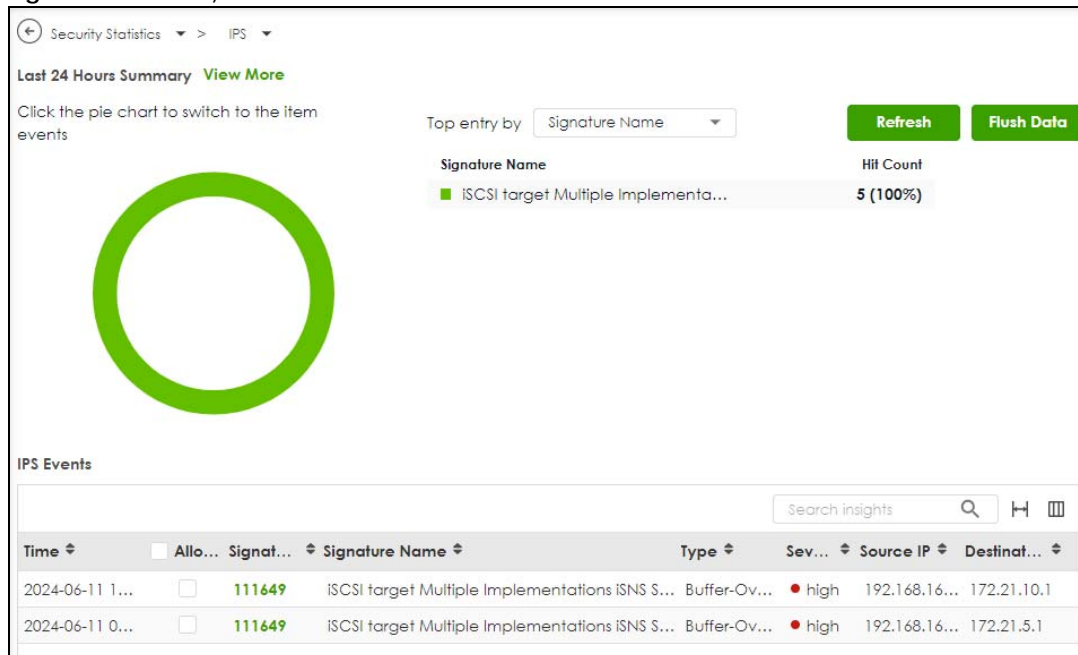 Security Statistics > IPS
Last 24 Hours Summary View More
Click the pie chart to switch to the item
events
Top entry by Signature Name
Refresh Flush Data
Signature Name Hit Count
iSCSI target Multiple Implementa... 5 (100%)
IPS Events
Search insights
Time Allo... Signat... Signature Name Type Sev... Source IP Destinat...
2024-06-11 1... 111649 iSCSI target Multiple Implementations iSNS S... Buffer-Ov... high 192.168.16... 172.21.10.1
2024-06-11 0... 111649 iSCSI target Multiple Implementations iSNS S... Buffer-Ov... high 192.168.16... 172.21.5.1